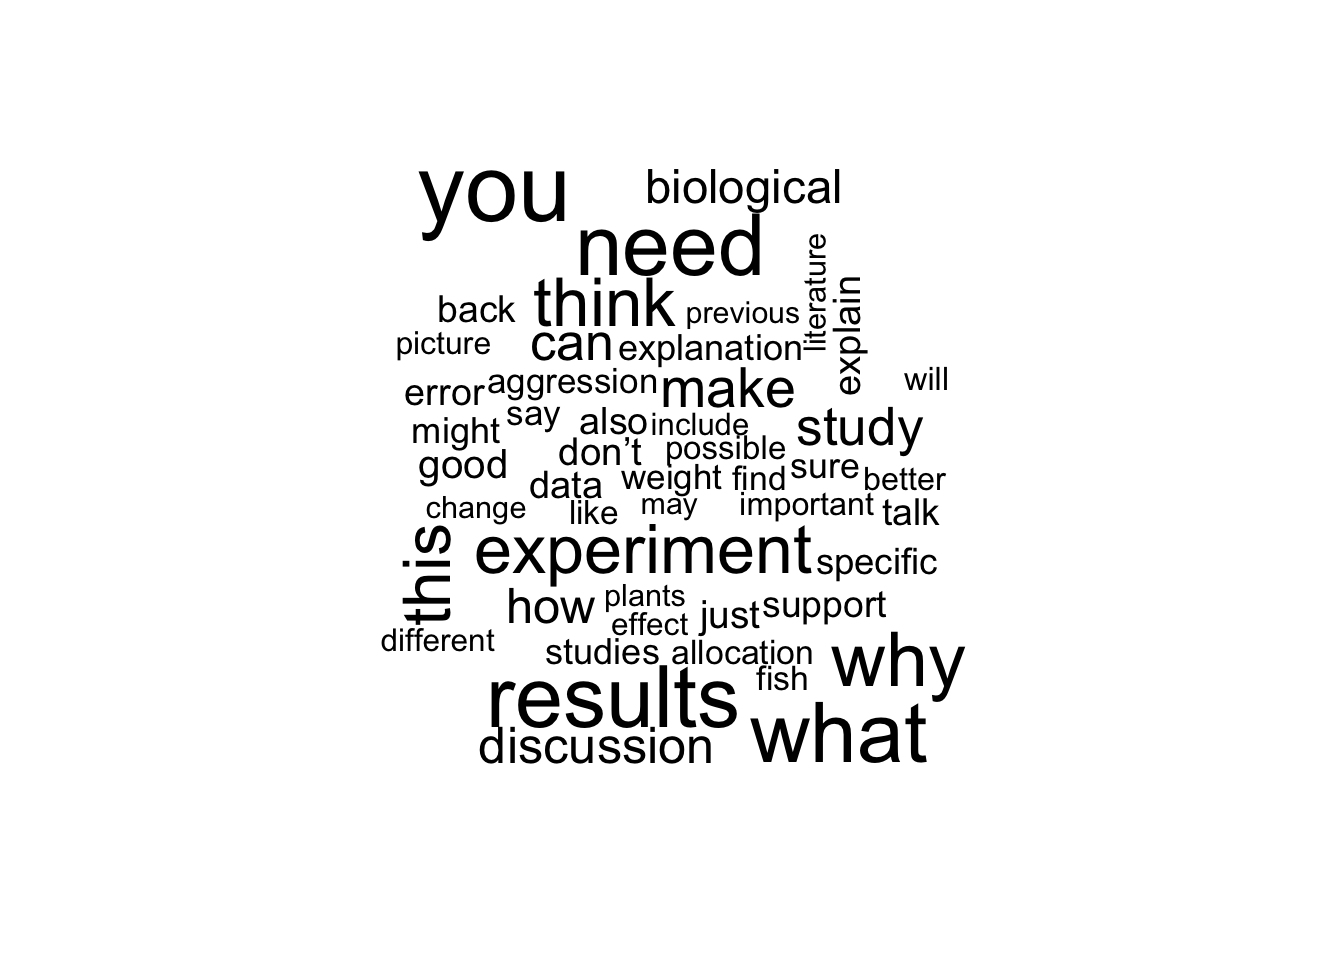 you
biological
need
literature
think
explain
back
previous
can
picture
explanation
will
aggression
make
error
say
also
include
study
might
don’t
possible
good
weight
find
sure
better
data
change
like
may
important
talk
this
experiment
specific
how
plants
just
support
effect
different
studies
allocation
why
fish
results
what
discussion